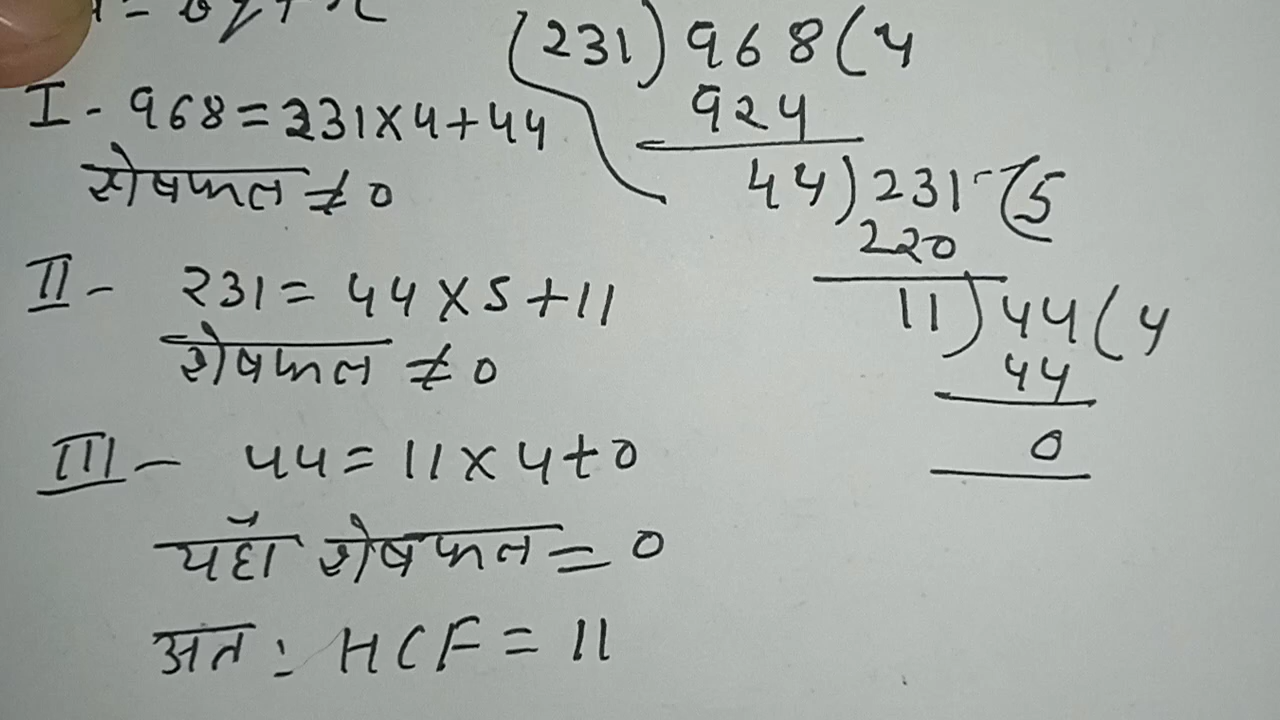 (231) 968 (4
924
44) 231 (5
220
11) 44 (4
44
0
I - 968 = 231 × 4 + 44
शेषफल ≠ 0
II - 231 = 44 × 5 + 11
शेषफल ≠ 0
III - 44 = 11 × 4 + 0
यहाँ शेषफल = 0
अतः HCF = 11